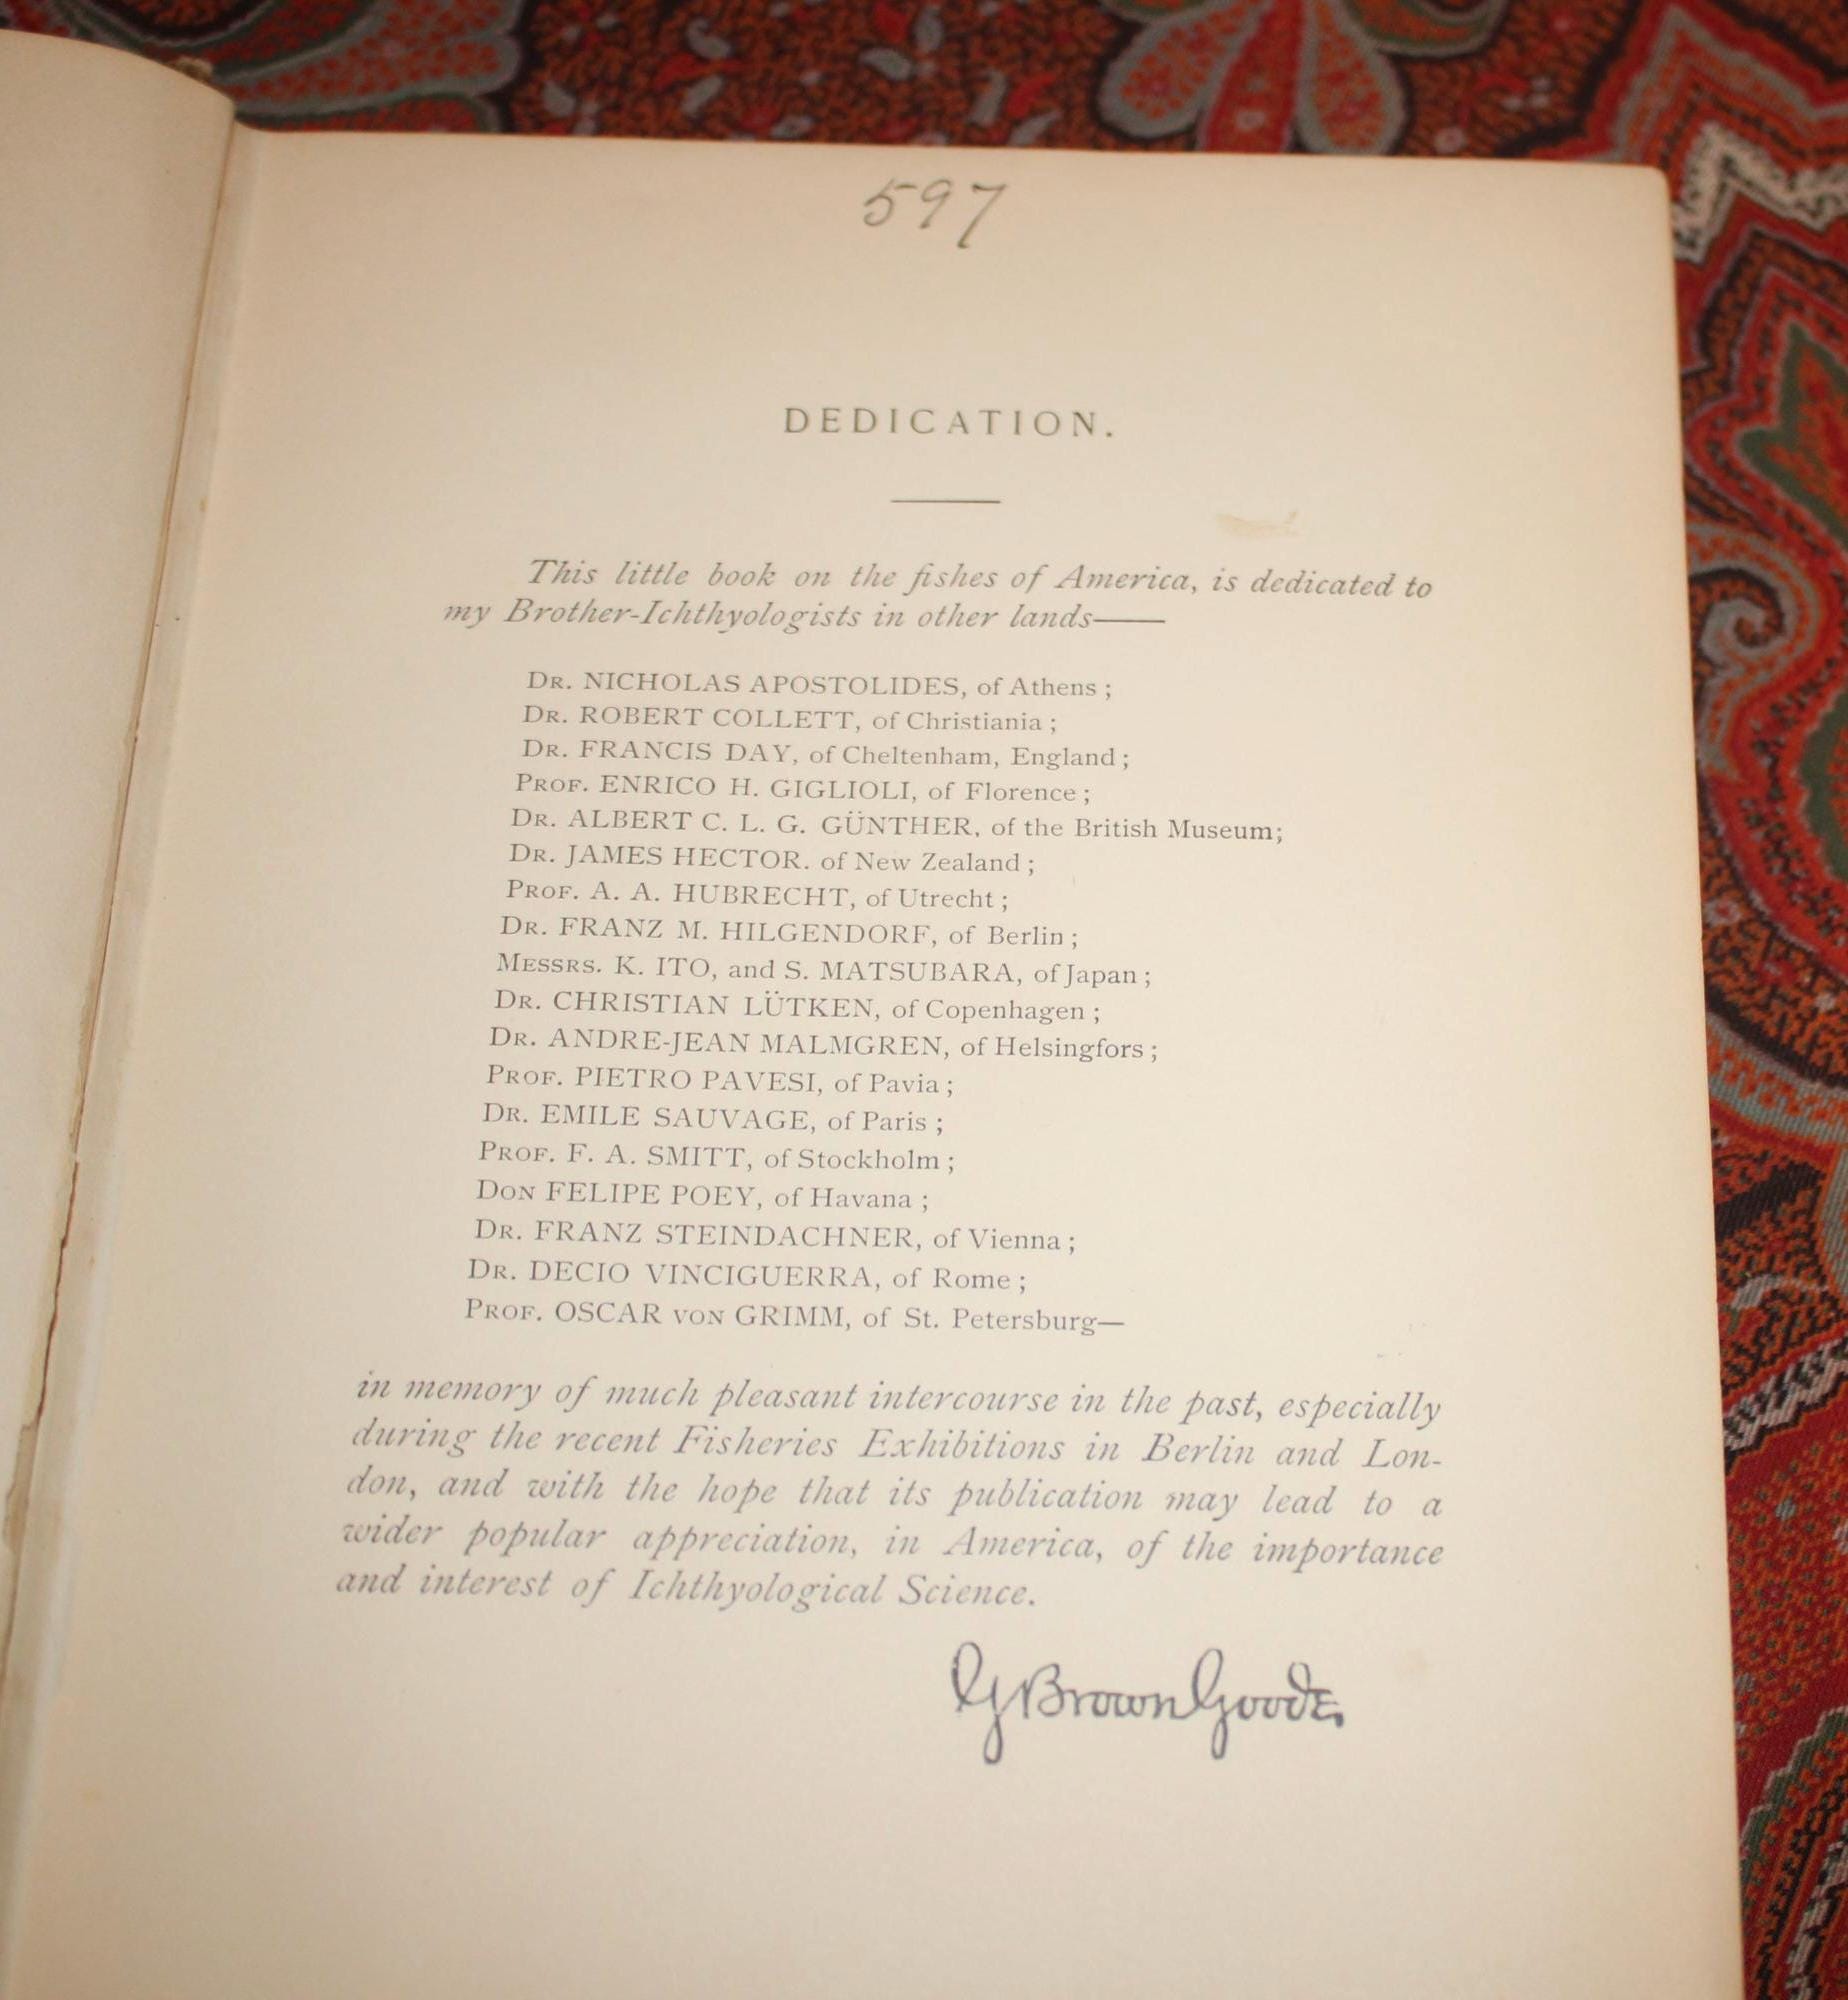 597
DEDICATION.
This little book on the fishes of America, is dedicated to
my Brother-Ichthyologists in other lands——
DR. NICHOLAS APOSTOLIDES, of Athens;
DR. ROBERT COLLETT, of Christiania;
DR. FRANCIS DAY, of Cheltenham, England;
PROF. ENRICO H. GIGLIOLI, of Florence;
DR. ALBERT C. L. G. GÜNTHER, of the British Museum;
DR. JAMES HECTOR. of New Zealand;
PROF. A. A. HUBRECHT, of Utrecht;
DR. FRANZ M. HILGENDORF, of Berlin;
MESSRS. K. ITO, and S. MATSUBARA, of Japan;
DR. CHRISTIAN LÜTKEN, of Copenhagen;
DR. ANDRE-JEAN MALMGREN, of Helsingfors;
PROF. PIETRO PAVESI, of Pavia;
DR. EMILE SAUVAGE, of Paris;
PROF. F. A. SMITT, of Stockholm;
DON FELIPE POEY, of Havana;
DR. FRANZ STEINDACHNER, of Vienna;
DR. DECIO VINCIGUERRA, of Rome;
PROF. OSCAR VON GRIMM, of St. Petersburg—
in memory of much pleasant intercourse in the past, especially
during the recent Fisheries Exhibitions in Berlin and Lon-
don, and with the hope that its publication may lead to a
wider popular appreciation, in America, of the importance
and interest of Ichthyological Science.
G Brown Goode.